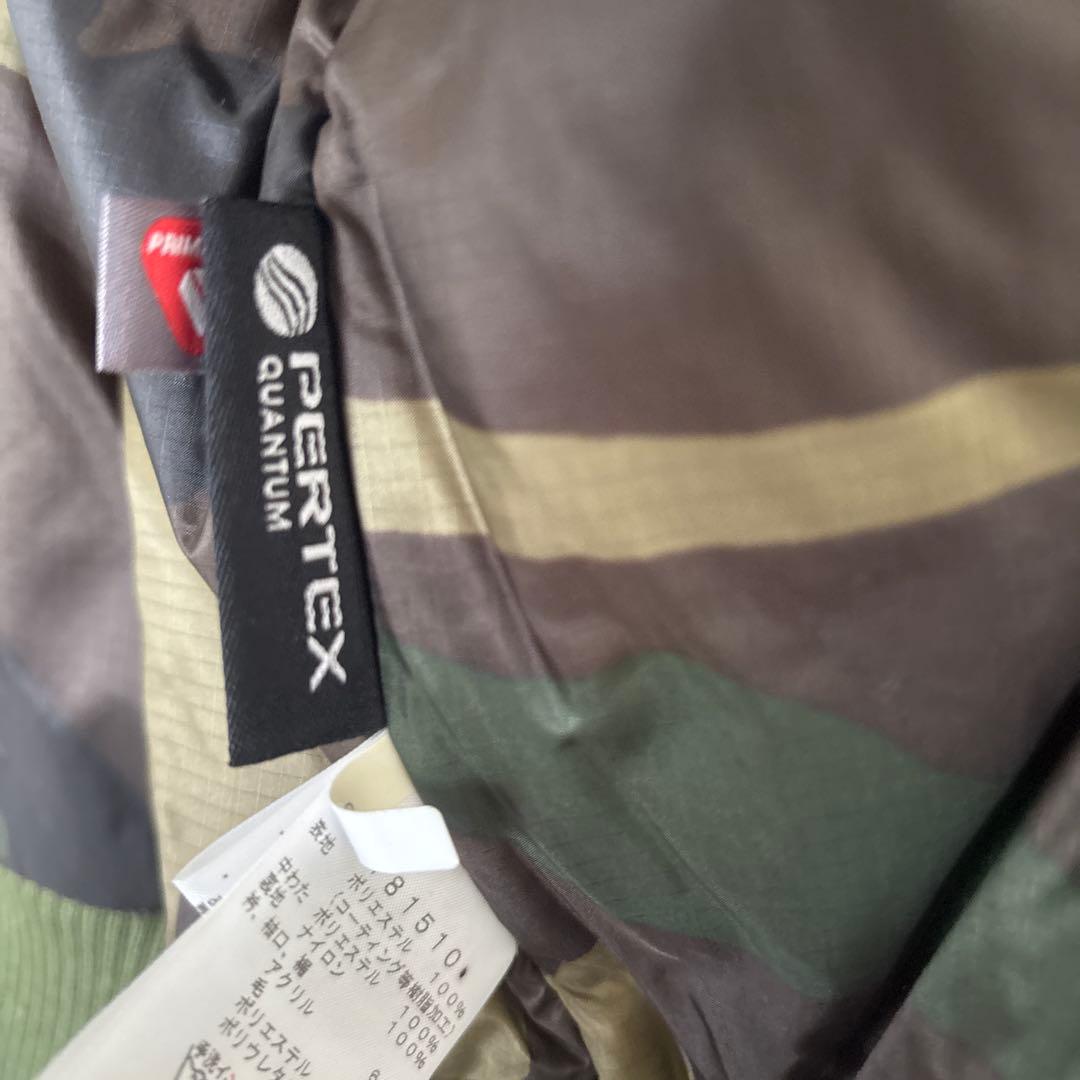 PRIM
PERTEX
QUANTUM
81510
表地 ポリエステル 100%
(コーティング等樹脂加工)
中わた ポリエステル 100%
裏地 ナイロン 100%
衿、袖口、裾
アクリル
毛
ポリエステル
ポリウレタ